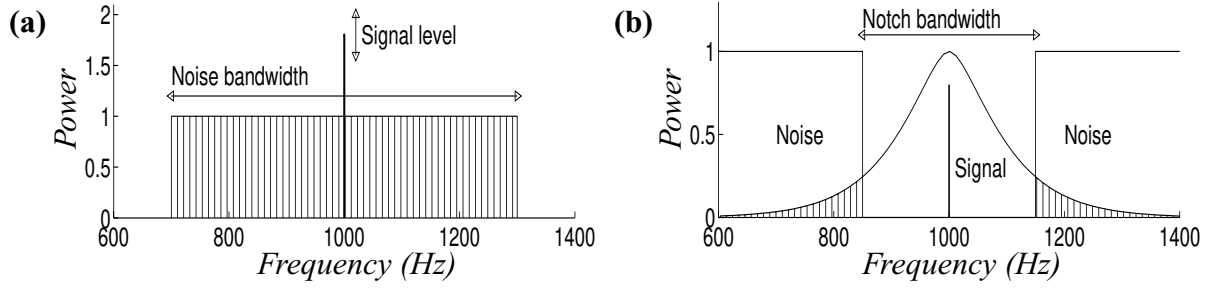 (a)
2
1.5
1
0.5
0
Power
Signal level
Noise bandwidth
600
800
1000
1200
1400
Frequency (Hz)
(b)
1
0.5
0
Power
Notch bandwidth
Noise
Signal
Noise
600
800
1000
1200
1400
Frequency (Hz)